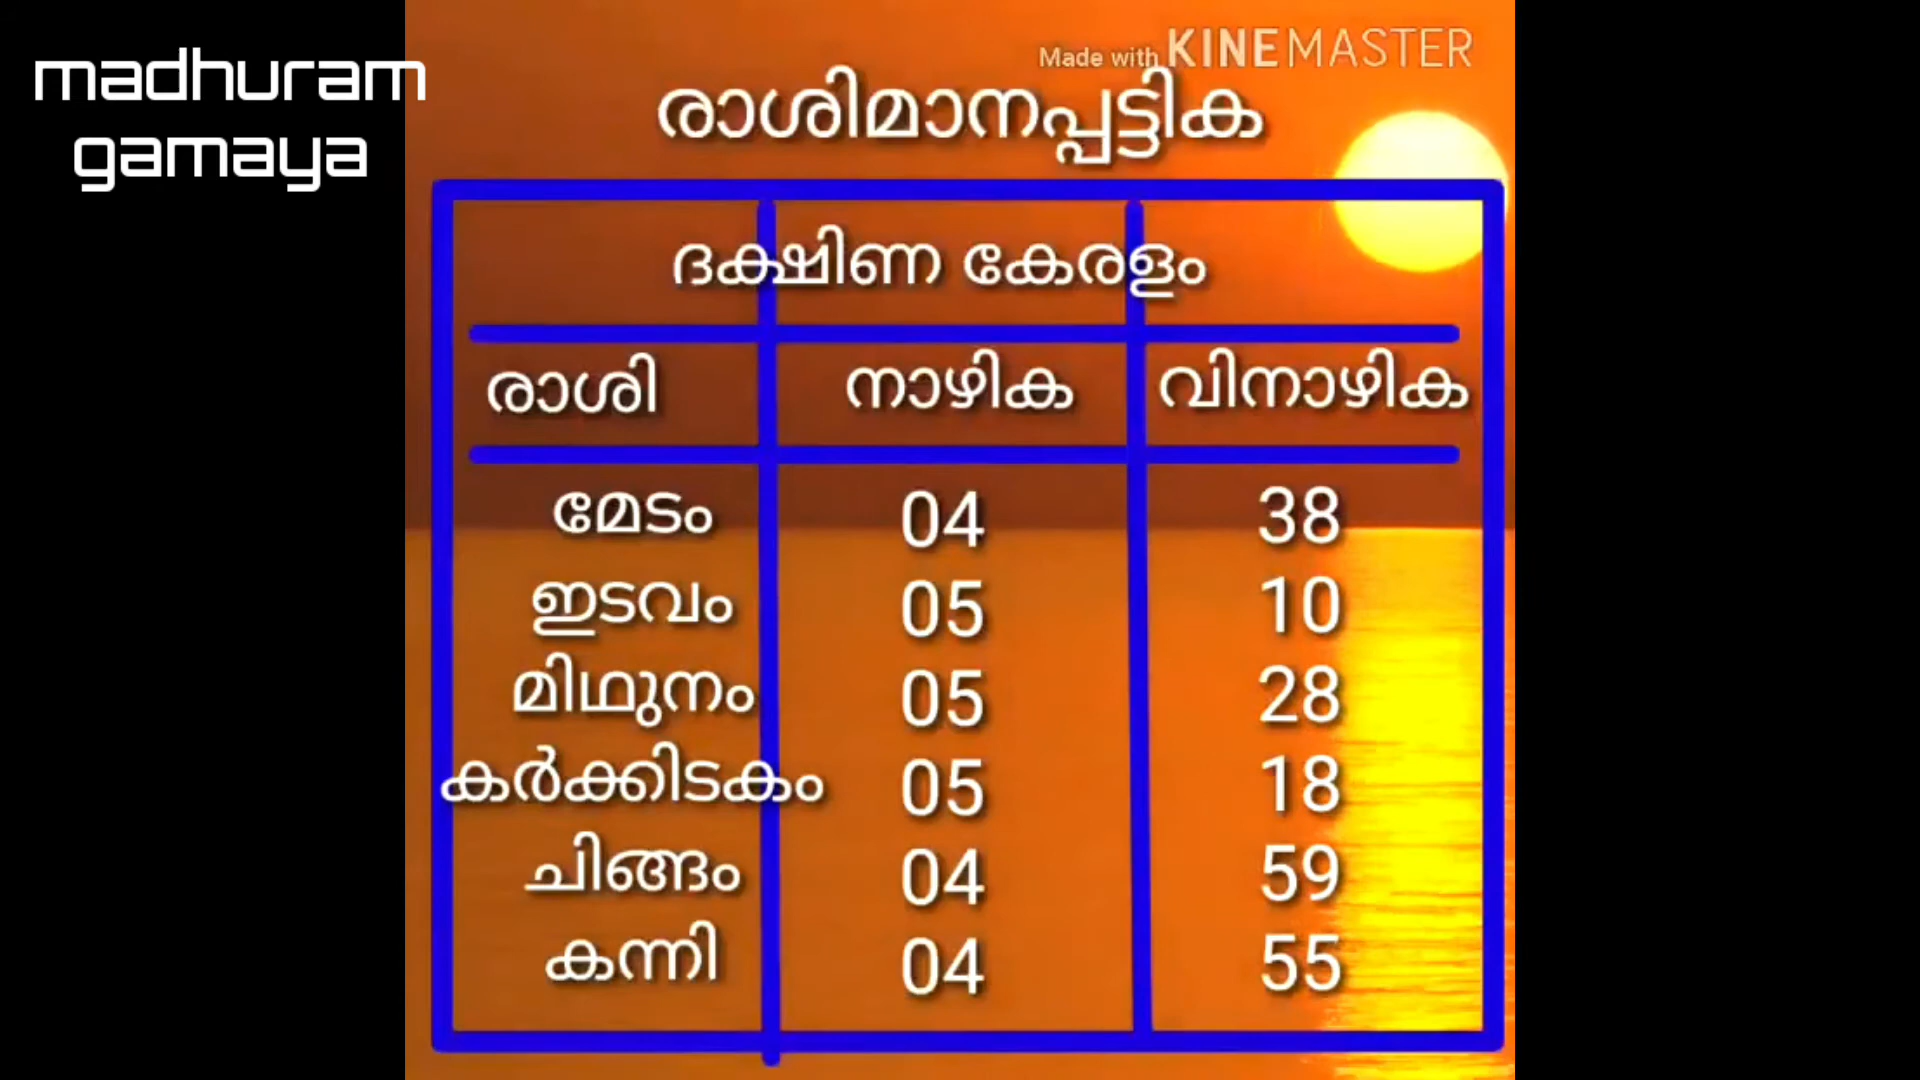 madhuram
gamaya
Made with KINEMASTER
രാശിമാനപ്പട്ടിക
ദക്ഷിണ കേരളം
രാശി നാഴിക വിനാഴിക
മേടം 04 38
ഇടവം 05 10
മിഥുനം 05 28
കർക്കിടകം 05 18
ചിങ്ങം 04 59
കന്നി 04 55